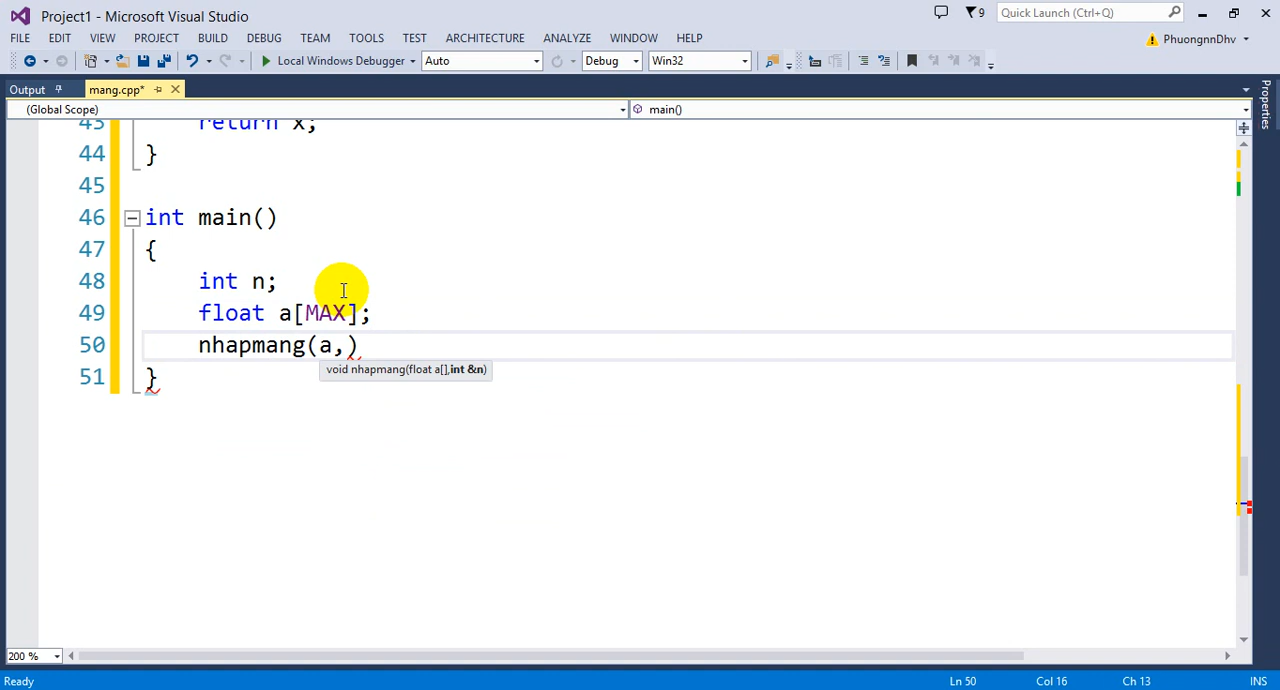 Project1 - Microsoft Visual Studio
9
Quick Launch (Ctrl+Q)
FILE EDIT VIEW PROJECT BUILD DEBUG TEAM TOOLS TEST ARCHITECTURE ANALYZE WINDOW HELP
PhuongnnDhv
Local Windows Debugger Auto Debug Win32
Output mang.cpp*
Properties
(Global Scope) main()
43 return x;
44 }
45
46 int main()
47 {
48 int n;
49 float a[MAX];
50 nhapmang(a,)
void nhapmang(float a[],int &n)
51 }
200 %
Ready Ln 50 Col 16 Ch 13 INS